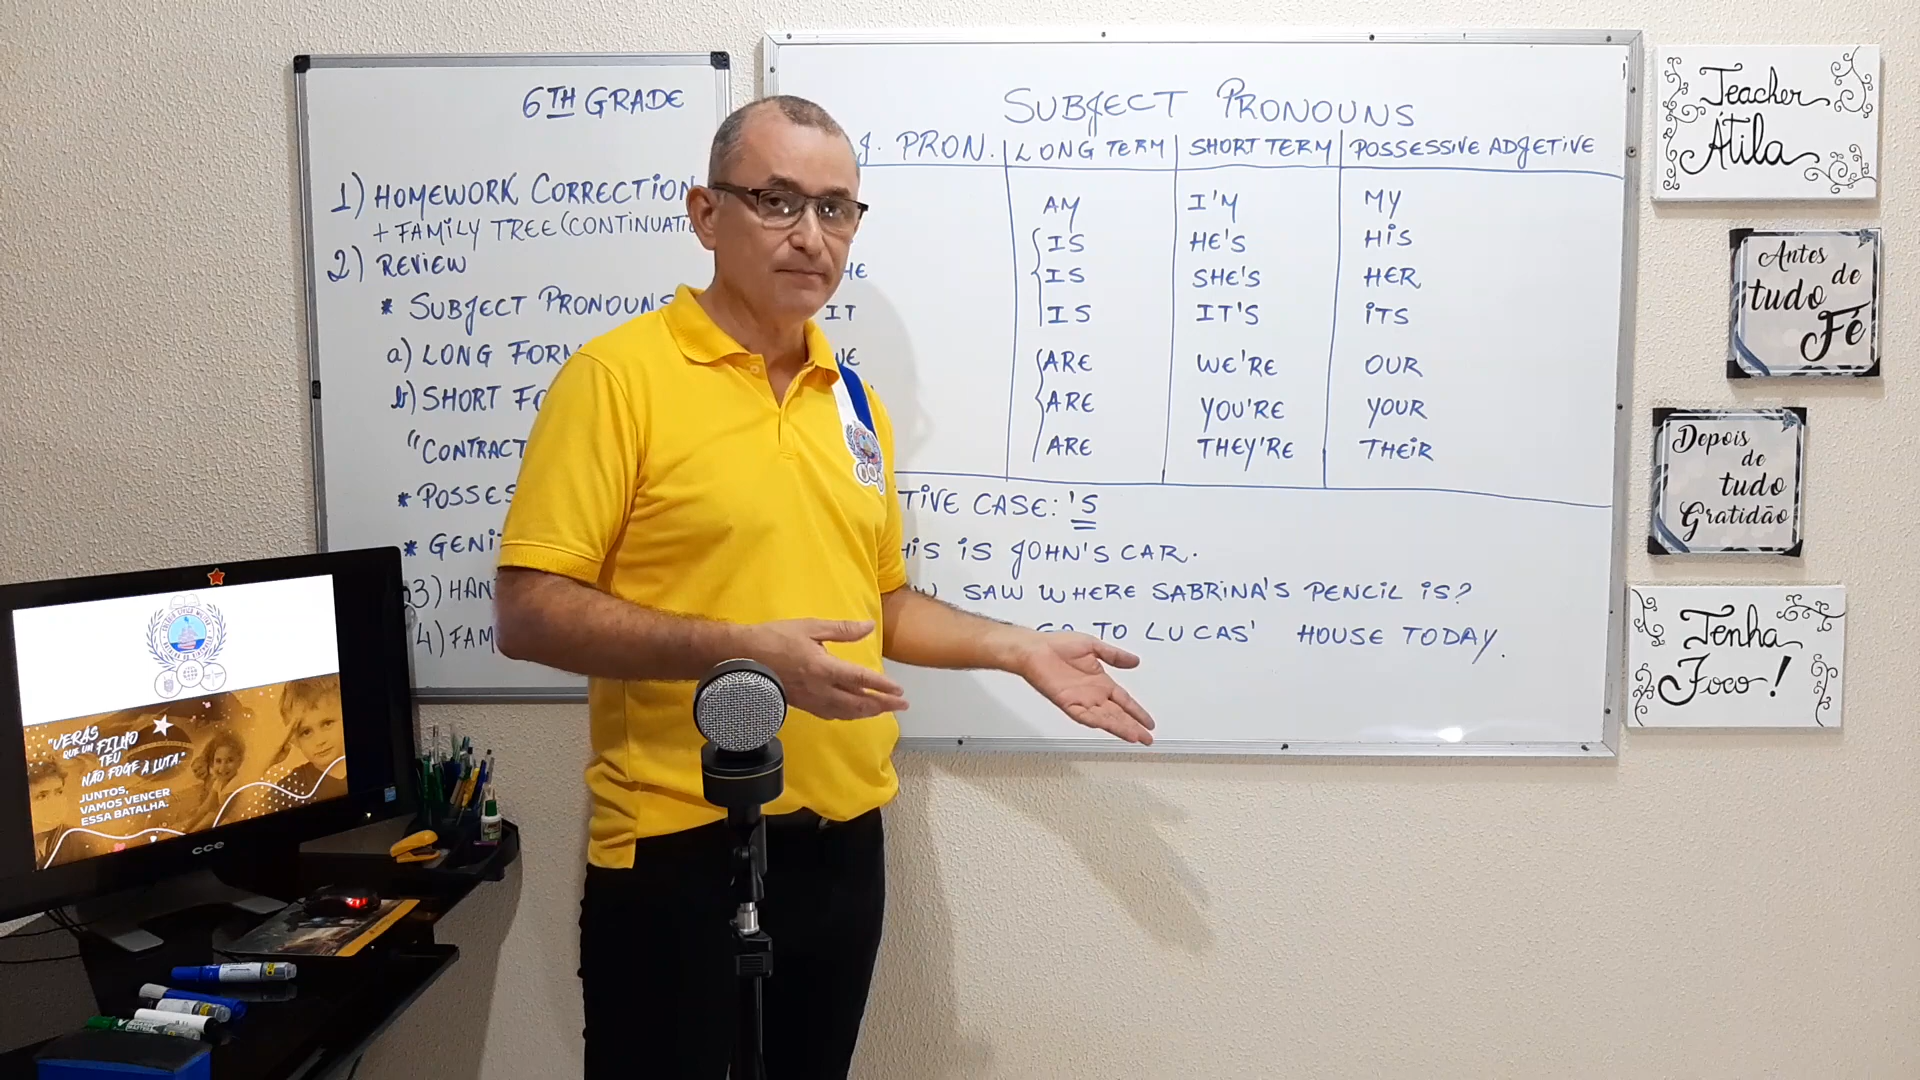 6TH GRADE
1) HOMEWORK CORRECTION
+ FAMILY TREE (CONTINUATI
2) REVIEW
* SUBJECT PRONOUNS
a) LONG FORM
b) SHORT FO
"CONTRACT
* POSSES
* GENI
3) HAN
4) FAM
SUBJECT PRONOUNS
J. PRON. LONG TERM SHORT TERM POSSESSIVE ADJETIVE
AM I'M MY
IS HE'S HIS
HE IS SHE'S HER
IT IS IT'S ITS
WE ARE WE'RE OUR
ARE YOU'RE YOUR
ARE THEY'RE THEIR
TIVE CASE: 'S
HIS IS JOHN'S CAR.
SAW WHERE SABRINA'S PENCIL IS?
GO TO LUCAS' HOUSE TODAY.
Teacher
Átila
Antes
de
tudo
Fé
Depois
de
tudo
Gratidão
Tenha
Foco!
"VERÁS
QUE UM FILHO
TEU
NÃO FOGE À LUTA."
JUNTOS,
VAMOS VENCER
ESSA BATALHA.
cce